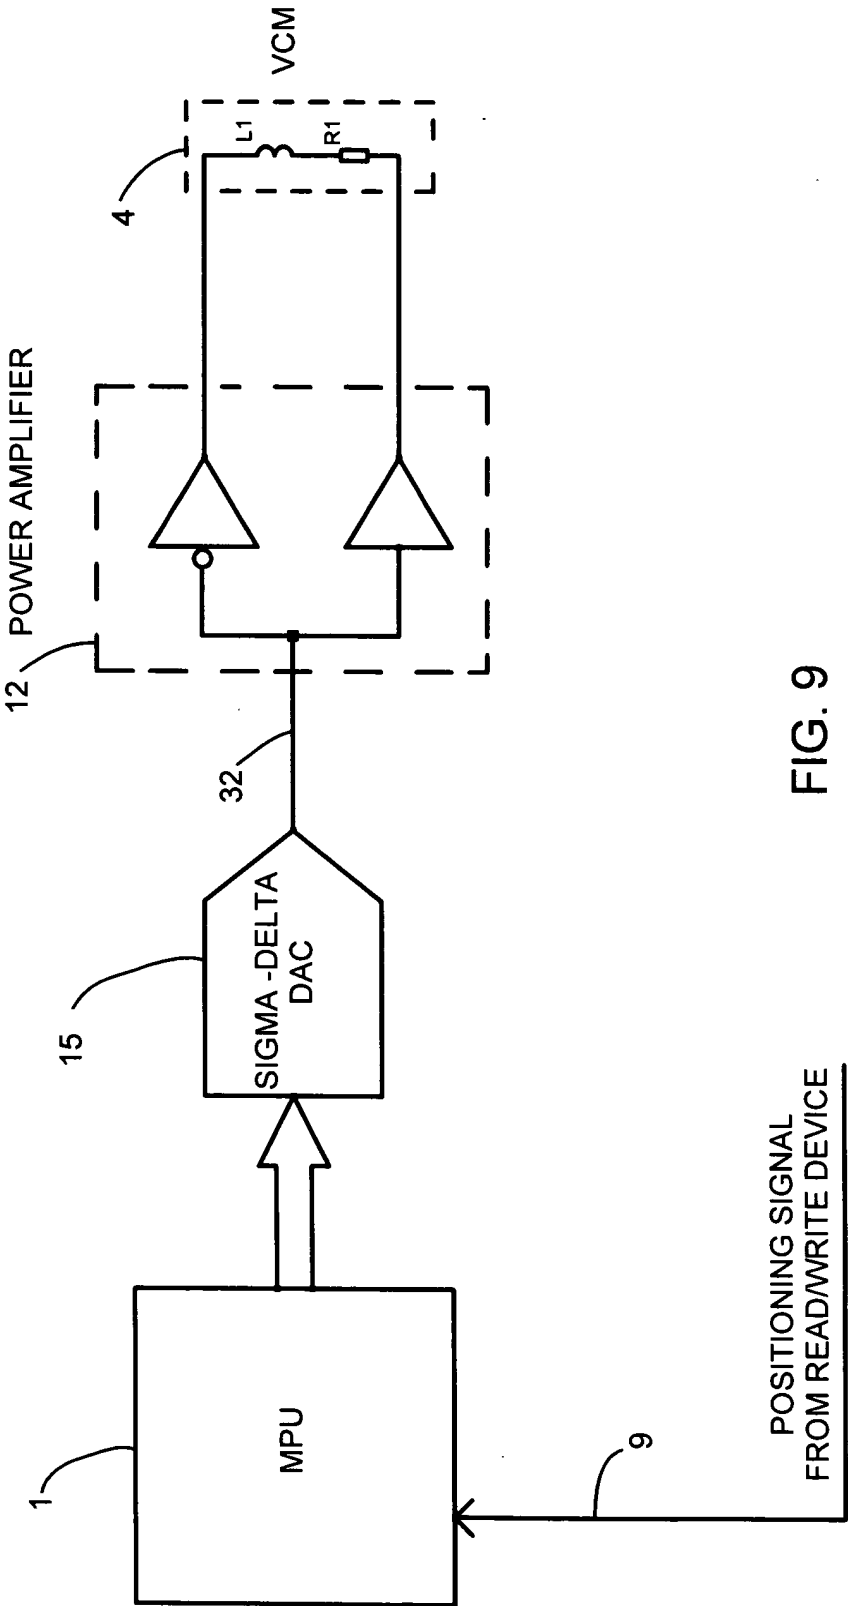 1
MPU
9
POSITIONING SIGNAL
FROM READ/WRITE DEVICE
15
SIGMA -DELTA
DAC
32
12
POWER AMPLIFIER
4
L1
R1
VCM
FIG. 9